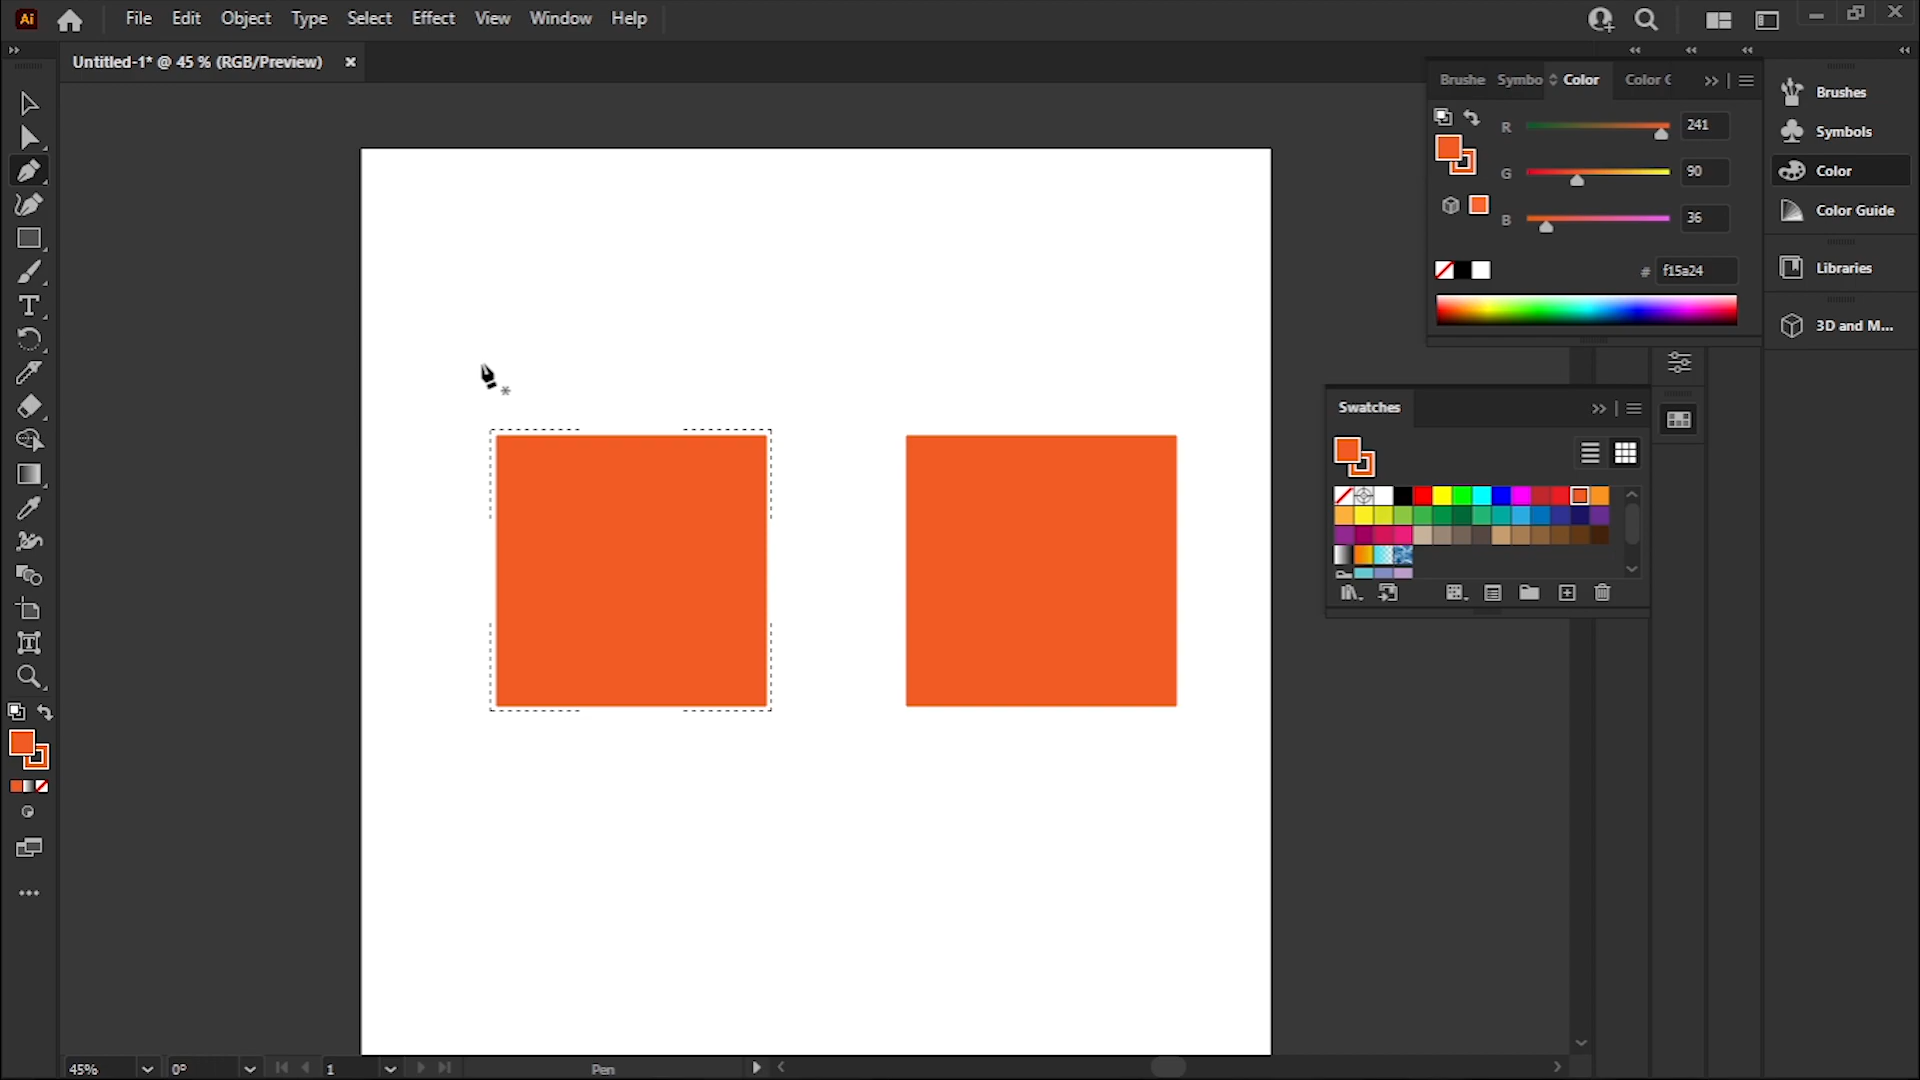 Ai File Edit Object Type Select Effect View Window Help
Untitled-1* @ 45 % (RGB/Preview)
Brushe Symbo Color Color
R 241
G 90
B 36
# f15a24
Brushes
Symbols
Color
Color Guide
Libraries
3D and M...
Swatches
45% 0° 1 Pen